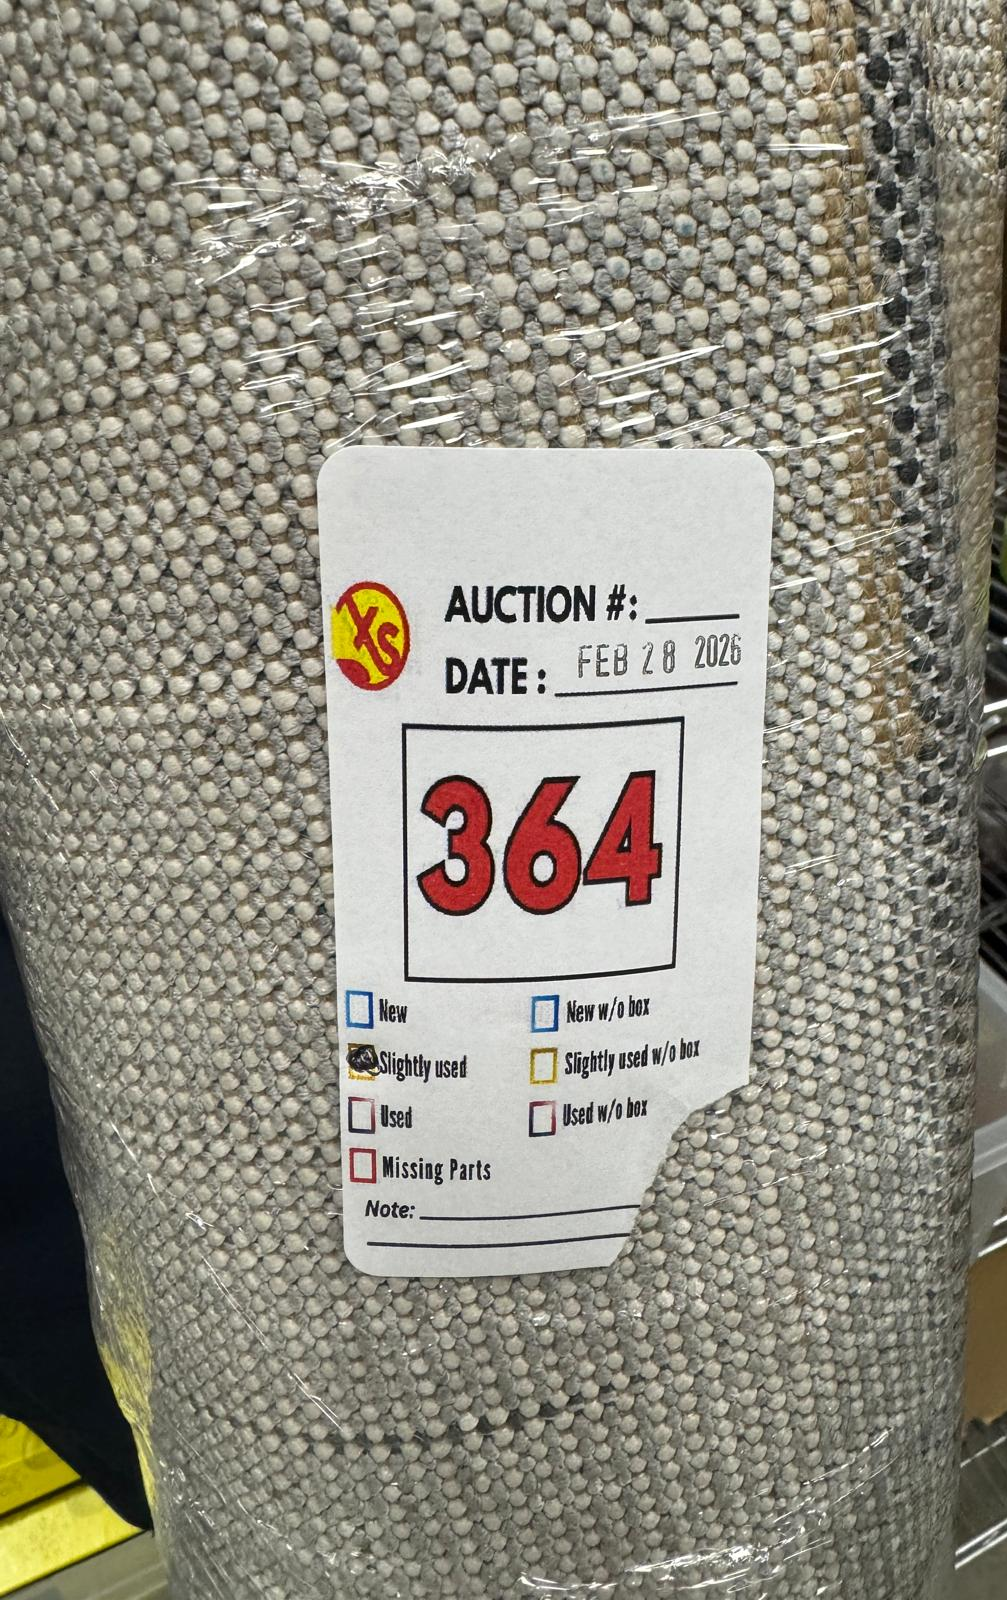 Xs
AUCTION #:
DATE: FEB 28 2026
364
New
New w/o box
Slightly used
Slightly used w/o box
Used
Used w/o box
Missing Parts
Note: